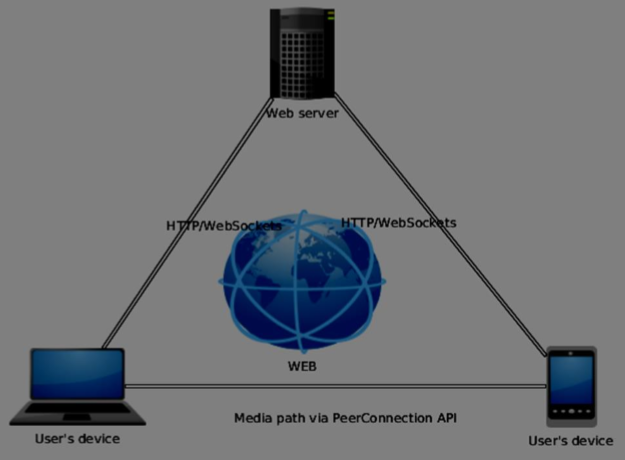 Web server
HTTP/WebSockets
HTTP/WebSockets
WEB
Media path via PeerConnection API
User's device
User's device